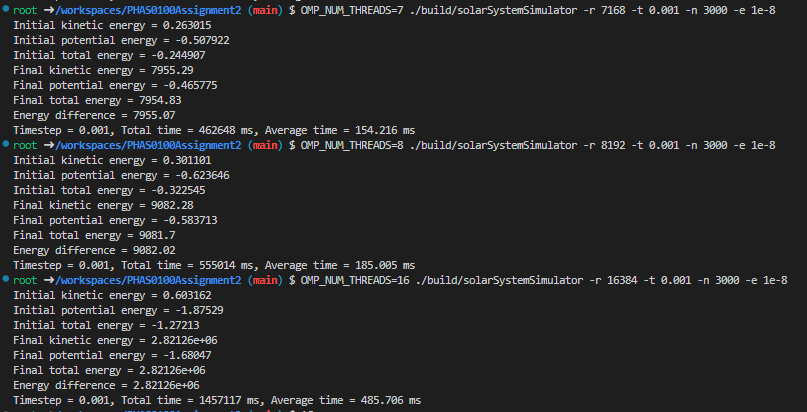 root ➜ /workspaces/PHAS0100Assignment2 (main) $ OMP_NUM_THREADS=7 ./build/solarSystemSimulator -r 7168 -t 0.001 -n 3000 -e 1e-8
Initial kinetic energy = 0.263015
Initial potential energy = -0.507922
Initial total energy = -0.244907
Final kinetic energy = 7955.29
Final potential energy = -0.465775
Final total energy = 7954.83
Energy difference = 7955.07
Timestep = 0.001, Total time = 462648 ms, Average time = 154.216 ms
root ➜ /workspaces/PHAS0100Assignment2 (main) $ OMP_NUM_THREADS=8 ./build/solarSystemSimulator -r 8192 -t 0.001 -n 3000 -e 1e-8
Initial kinetic energy = 0.301101
Initial potential energy = -0.623646
Initial total energy = -0.322545
Final kinetic energy = 9082.28
Final potential energy = -0.583713
Final total energy = 9081.7
Energy difference = 9082.02
Timestep = 0.001, Total time = 555014 ms, Average time = 185.005 ms
root ➜ /workspaces/PHAS0100Assignment2 (main) $ OMP_NUM_THREADS=16 ./build/solarSystemSimulator -r 16384 -t 0.001 -n 3000 -e 1e-8
Initial kinetic energy = 0.603162
Initial potential energy = -1.87529
Initial total energy = -1.27213
Final kinetic energy = 2.82126e+06
Final potential energy = -1.68047
Final total energy = 2.82126e+06
Energy difference = 2.82126e+06
Timestep = 0.001, Total time = 1457117 ms, Average time = 485.706 ms